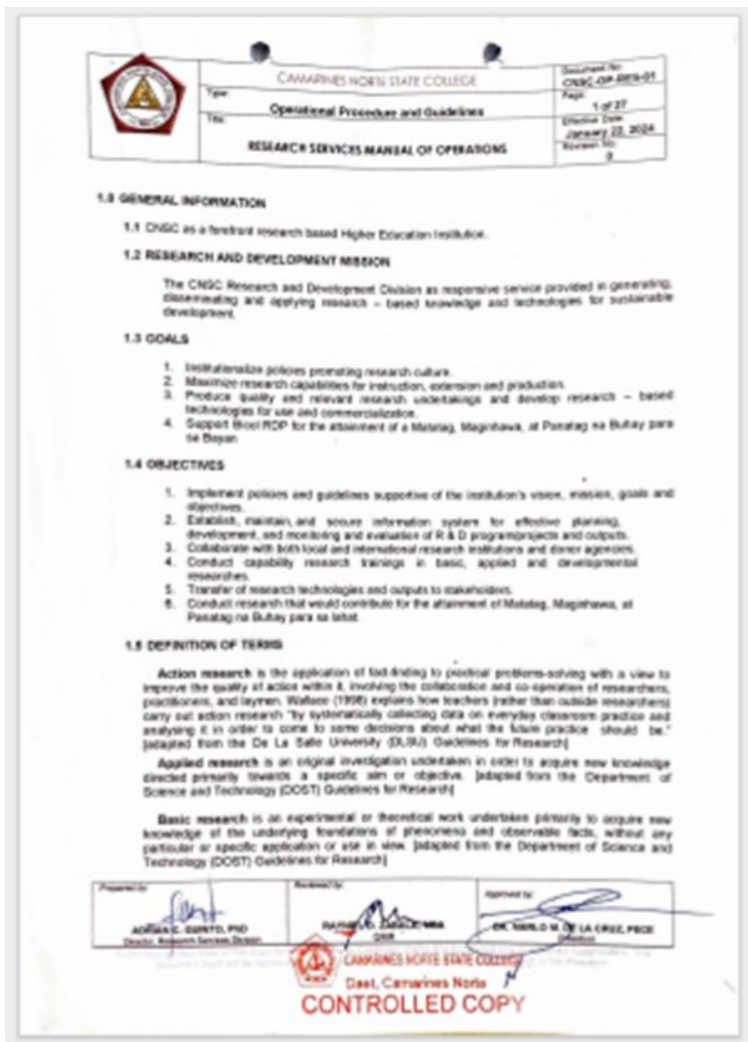 CAMARINES NORTE STATE COLLEGE
Document No:
CNSC-OP-RES-01
Type:
Operational Procedure and Guidelines
Page:
1 of 27
Title:
RESEARCH SERVICES MANUAL OF OPERATIONS
Effective Date:
January 22, 2024
Revision No:
0
1.0 GENERAL INFORMATION
1.1 CNSC as a forefront research based Higher Education Institution.
1.2 RESEARCH AND DEVELOPMENT MISSION
The CNSC Research and Development Division as responsive service provided in generating,
disseminating and applying research – based knowledge and technologies for sustainable
development.
1.3 GOALS
1. Institutionalize policies promoting research culture.
2. Maximize research capabilities for instruction, extension and production.
3. Produce quality and relevant research undertakings and develop research – based
technologies for use and commercialization.
4. Support Bicol RDP for the attainment of a Matatag, Maginhawa, at Panatag na Buhay para
sa Bayan
1.4 OBJECTIVES
1. Implement policies and guidelines supportive of the institution's vision, mission, goals and
objectives.
2. Establish, maintain, and secure information system for effective planning,
development, and monitoring and evaluation of R & D program/projects and outputs.
3. Collaborate with both local and international research institutions and donor agencies.
4. Conduct capability research trainings in basic, applied and developmental
researches.
5. Transfer of research technologies and outputs to stakeholders.
6. Conduct research that would contribute for the attainment of Matatag, Maginhawa, at
Panatag na Buhay para sa lahat.
1.5 DEFINITION OF TERMS
Action research is the application of fact-finding to practical problems-solving with a view to
improve the quality of action within it, involving the collaboration and co-operation of researchers,
practitioners, and laymen. Wallace (1998) explains how teachers (rather than outside researchers)
carry out action research "by systematically collecting data on everyday classroom practice and
analysing it in order to come to some decisions about what the future practice should be."
[adapted from the De La Salle University (DLSU) Guidelines for Research]
Applied research is an original investigation undertaken in order to acquire new knowledge
directed primarily towards a specific aim or objective. [adapted from the Department of
Science and Technology (DOST) Guidelines for Research]
Basic research is an experimental or theoretical work undertaken primarily to acquire new
knowledge of the underlying foundations of phenomena and observable facts, without any
particular or specific application or use in view. [adapted from the Department of Science and
Technology (DOST) Guidelines for Research]
Prepared by:
Reviewed by:
Approved by:
ADRIAN C. GUINTO, PhD
Director, Research Services Division
QMR
DE LA CRUZ, PECE
President
CAMARINES NORTE STATE COLLEGE
Daet, Camarines Norte
CONTROLLED COPY